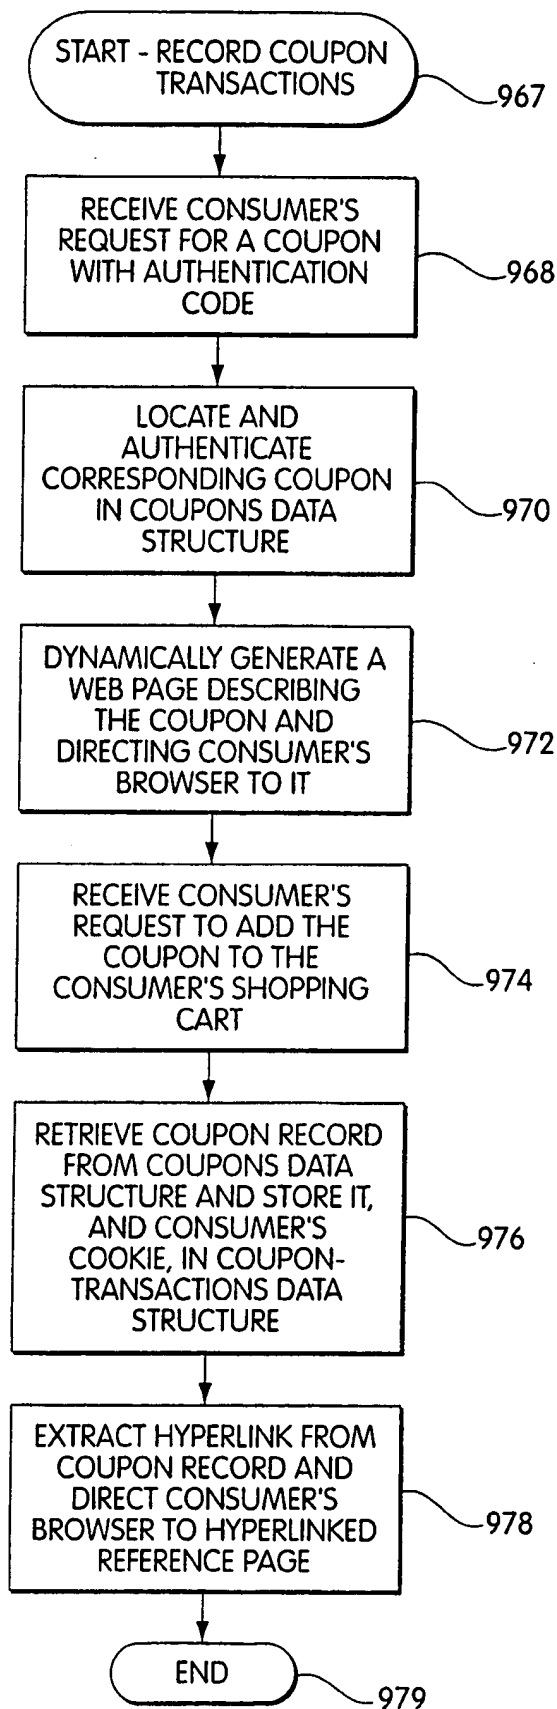 START - RECORD COUPON
TRANSACTIONS
967
RECEIVE CONSUMER'S
REQUEST FOR A COUPON
WITH AUTHENTICATION
CODE
968
LOCATE AND
AUTHENTICATE
CORRESPONDING COUPON
IN COUPONS DATA
STRUCTURE
970
DYNAMICALLY GENERATE A
WEB PAGE DESCRIBING
THE COUPON AND
DIRECTING CONSUMER'S
BROWSER TO IT
972
RECEIVE CONSUMER'S
REQUEST TO ADD THE
COUPON TO THE
CONSUMER'S SHOPPING
CART
974
RETRIEVE COUPON RECORD
FROM COUPONS DATA
STRUCTURE AND STORE IT,
AND CONSUMER'S
COOKIE, IN COUPON-
TRANSACTIONS DATA
STRUCTURE
976
EXTRACT HYPERLINK FROM
COUPON RECORD AND
DIRECT CONSUMER'S
BROWSER TO HYPERLINKED
REFERENCE PAGE
978
END
979